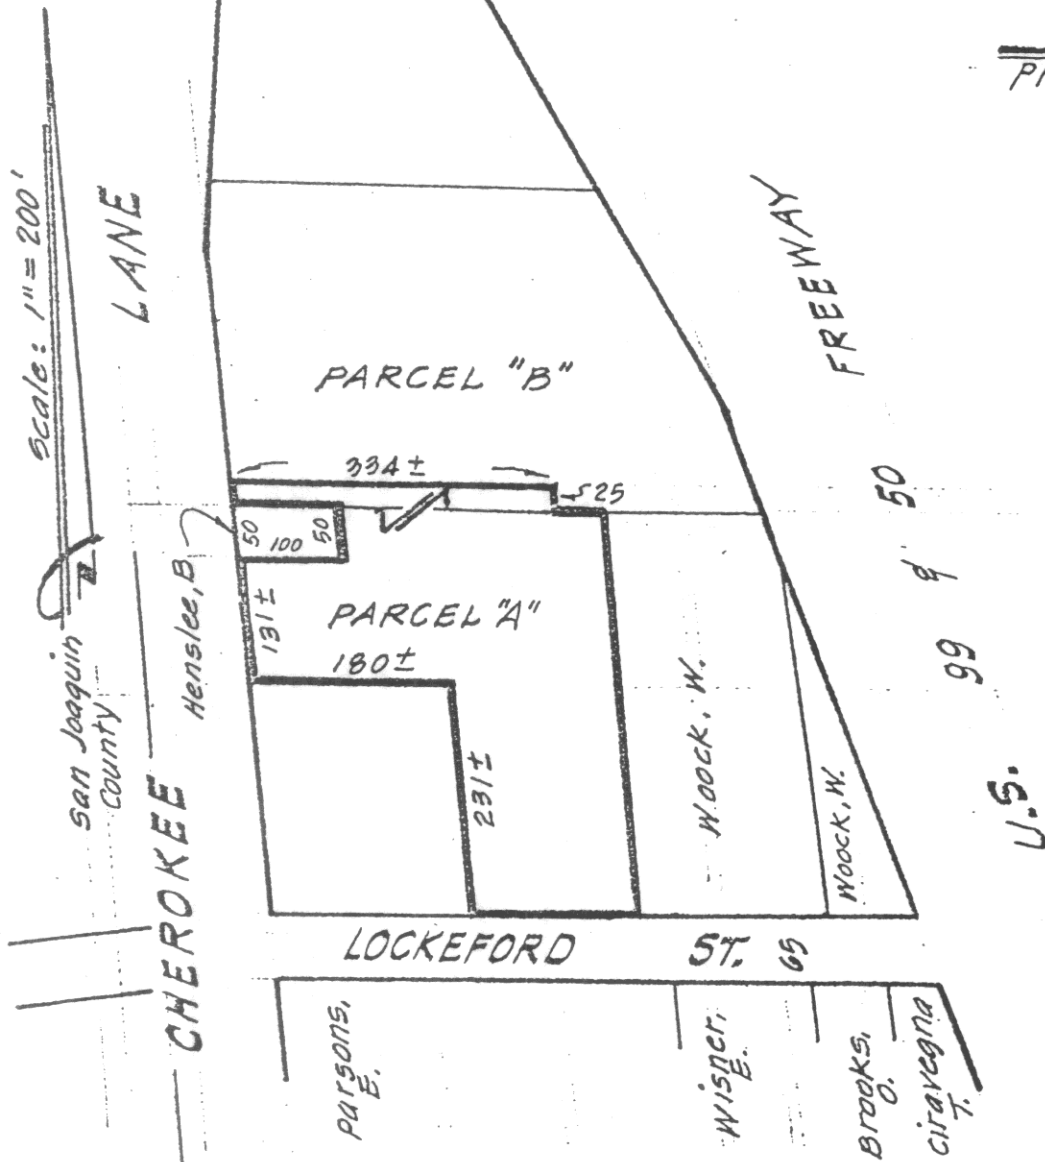 Scale: 1"= 200'
LANE
FREEWAY
PARCEL "B"
334±
25
50
50
100
Henslee, B.
131±
PARCEL "A"
180±
231±
San Joaquin
County
CHEROKEE
Woock, W.
Woock, W.
U.S. 99 & 50
LOCKEFORD ST. 65
Parsons,
E.
Wisner,
E.
Brooks,
O.
Ciravegna
T.